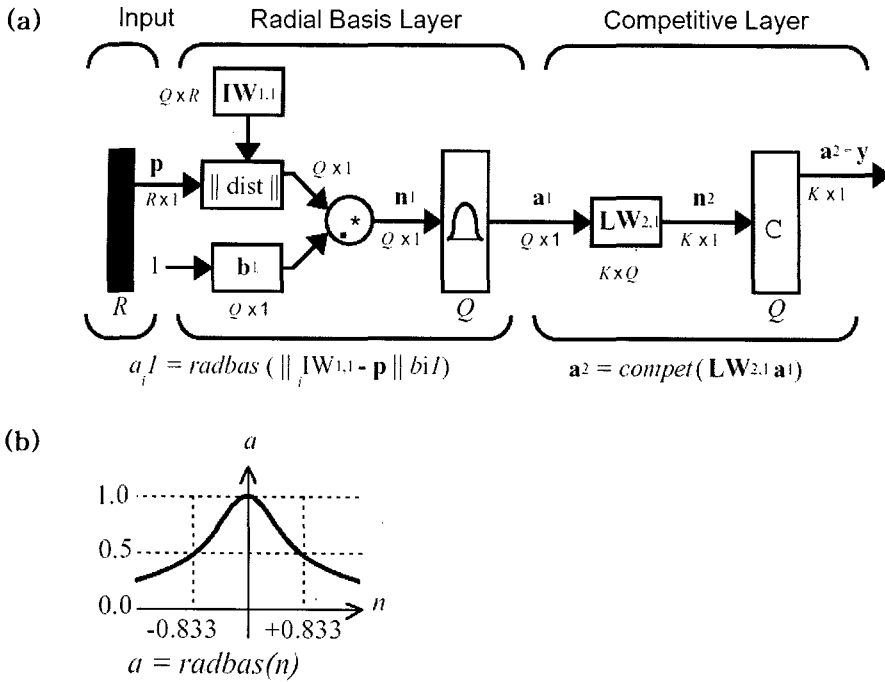 (a)
Input
Radial Basis Layer
Competitive Layer
Q x R
IW1,1
p
R x 1
|| dist ||
Q x 1
.*
n1
Q x 1
a1
Q x 1
LW2,1
K x Q
n2
K x 1
C
a2 = y
K x 1
1
b1
Q x 1
R
Q
Q
ai1 = radbas ( || iIW1,1 - p || bi1)
a2 = compet( LW2,1 a1)
(b)
a
1.0
0.5
0.0
n
-0.833
+0.833
a = radbas(n)